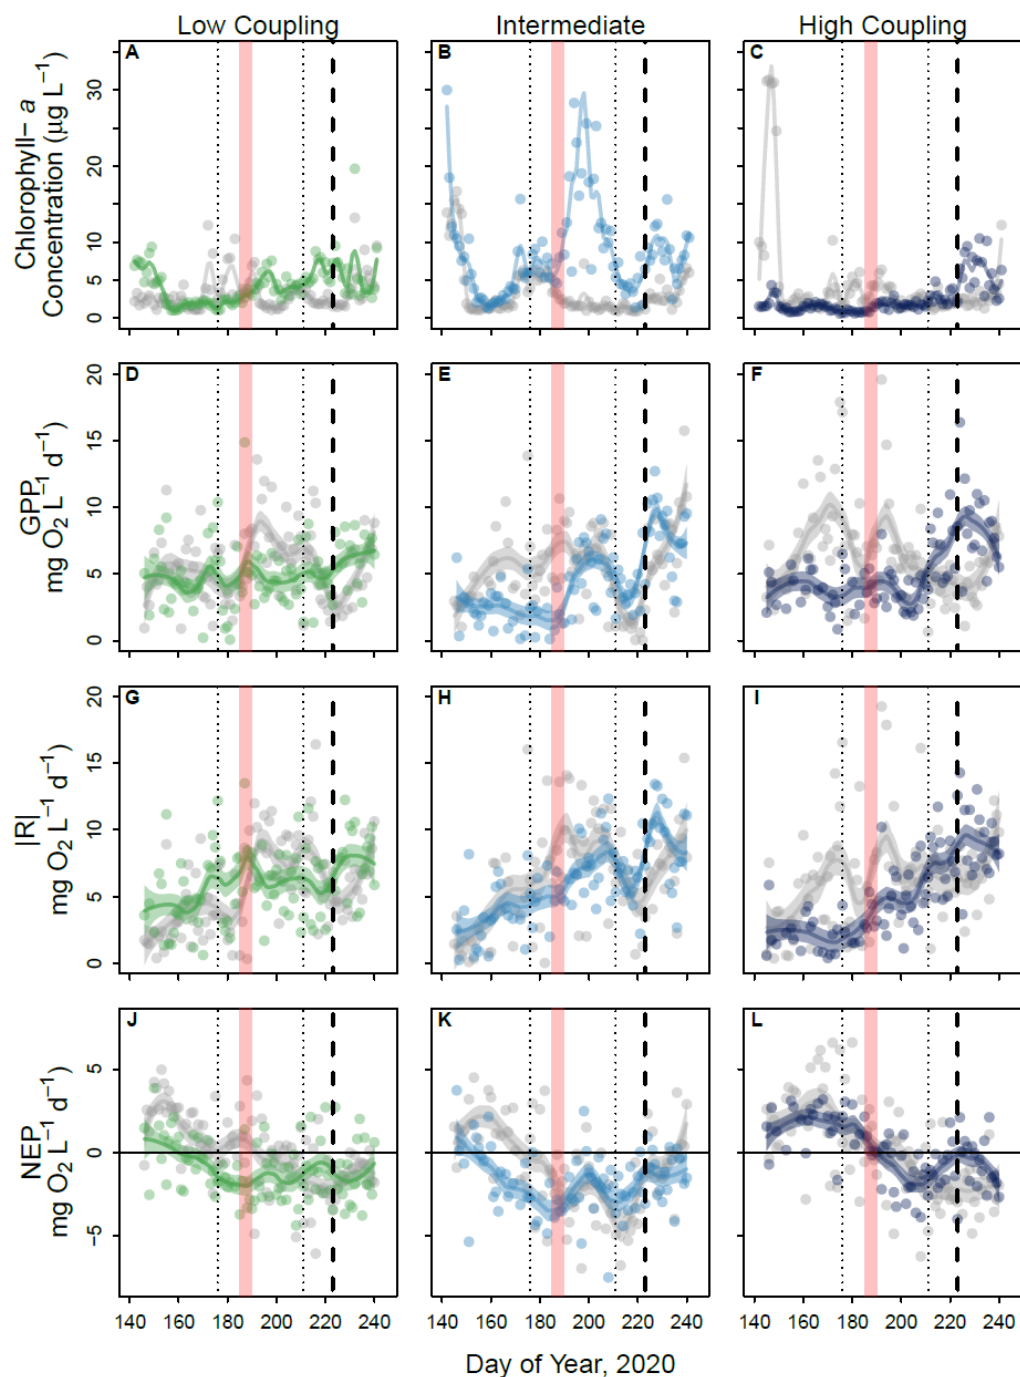 Low Coupling Intermediate High Coupling
A B C
Chlorophyll− a
Concentration (μg L−1)
30
20
10
5
0
D E F
GPP
mg O2 L−1 d−1)
20
15
10
5
0
G H I
|R|
mg O2 L−1 d−1)
20
15
10
5
0
J K L
NEP
mg O2 L−1 d−1)
5
0
−5
140 160 180 200 220 240 140 160 180 200 220 240 140 160 180 200 220 240
Day of Year, 2020